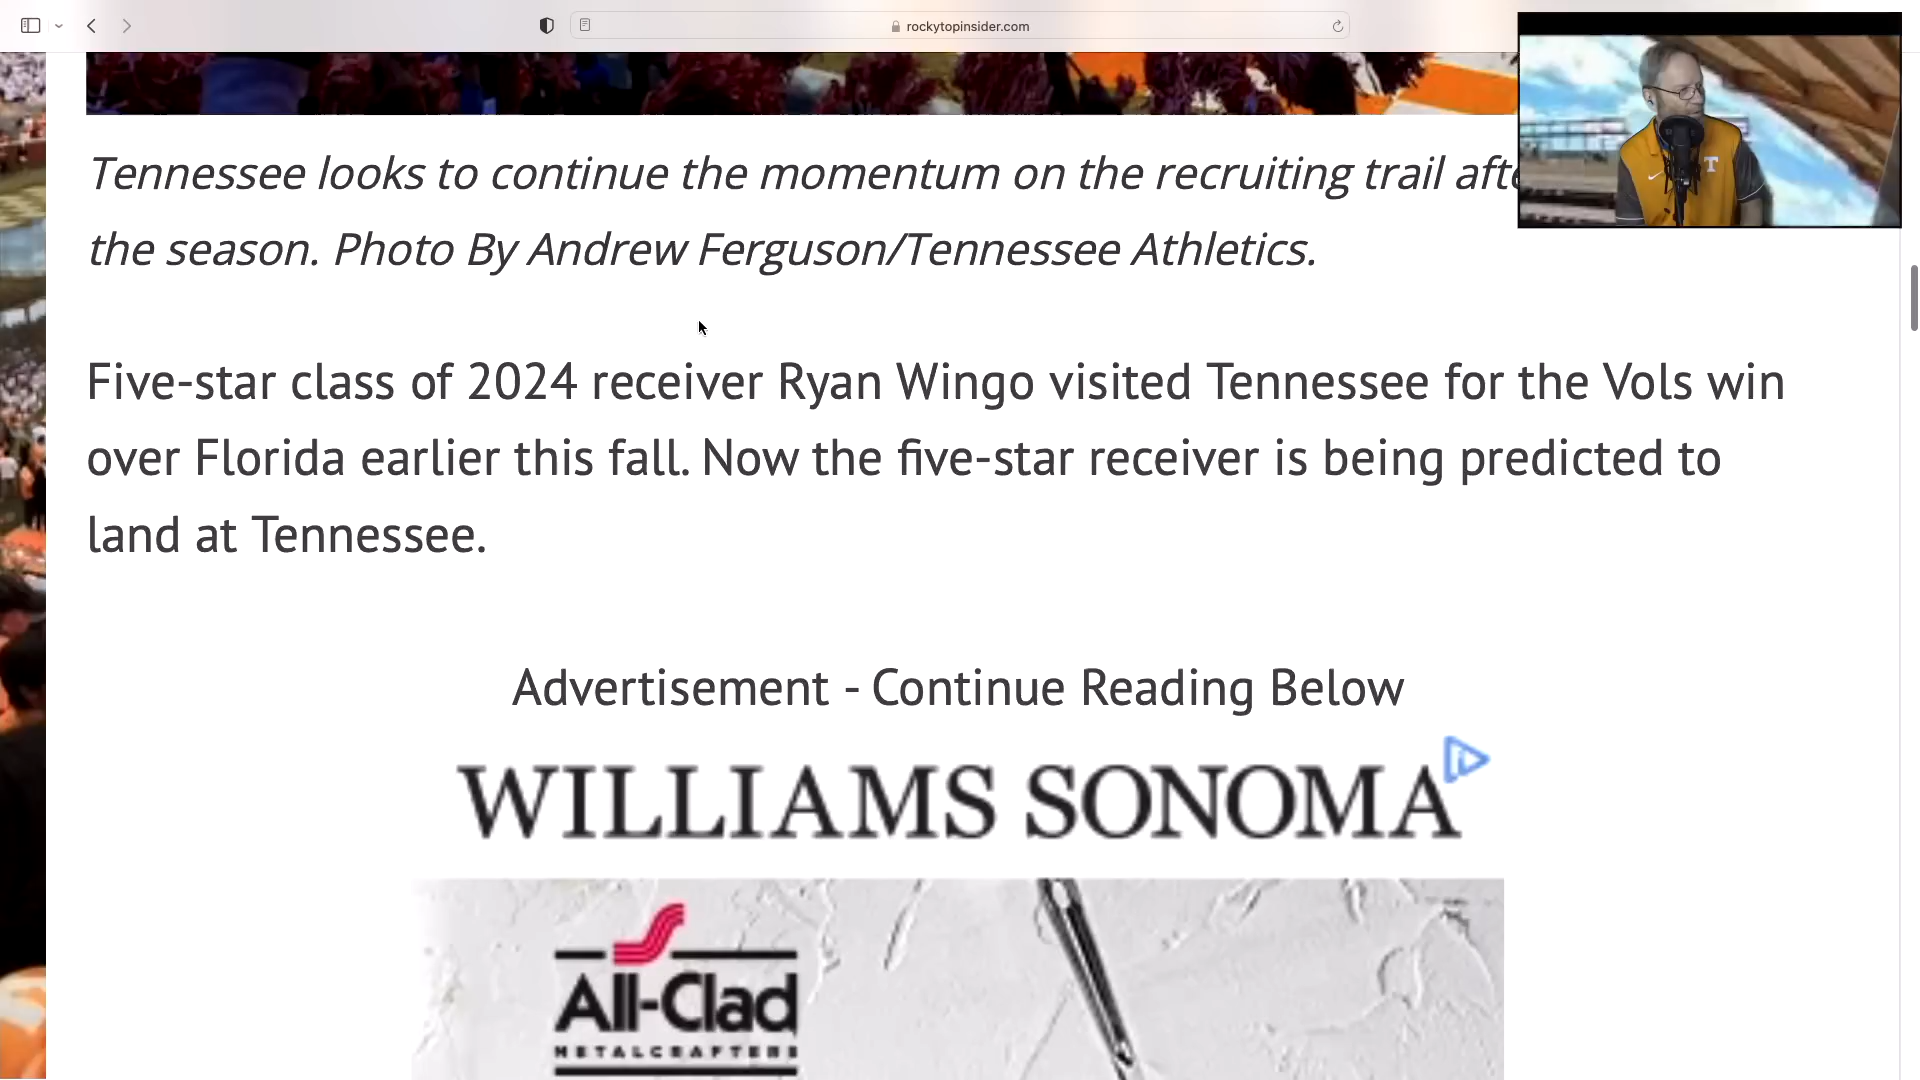 rockytopinsider.com
Tennessee looks to continue the momentum on the recruiting trail
the season. Photo By Andrew Ferguson/Tennessee Athletics.
Five-star class of 2024 receiver Ryan Wingo visited Tennessee for the Vols win
over Florida earlier this fall. Now the five-star receiver is being predicted to
land at Tennessee.
Advertisement - Continue Reading Below
WILLIAMS SONOMA
All-Clad
METALCRAFTERS
T